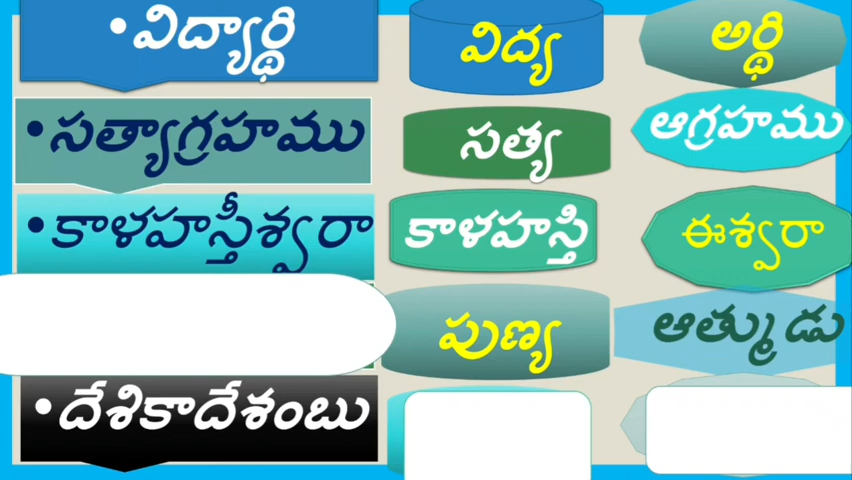 •విద్యార్థి విద్య అర్థి
•సత్యాగ్రహము సత్య ఆగ్రహము
•కాళహస్తీశ్వరా కాళహస్తి ఈశ్వరా
పుణ్య ఆత్ముడు
•దేశికాదేశంబు